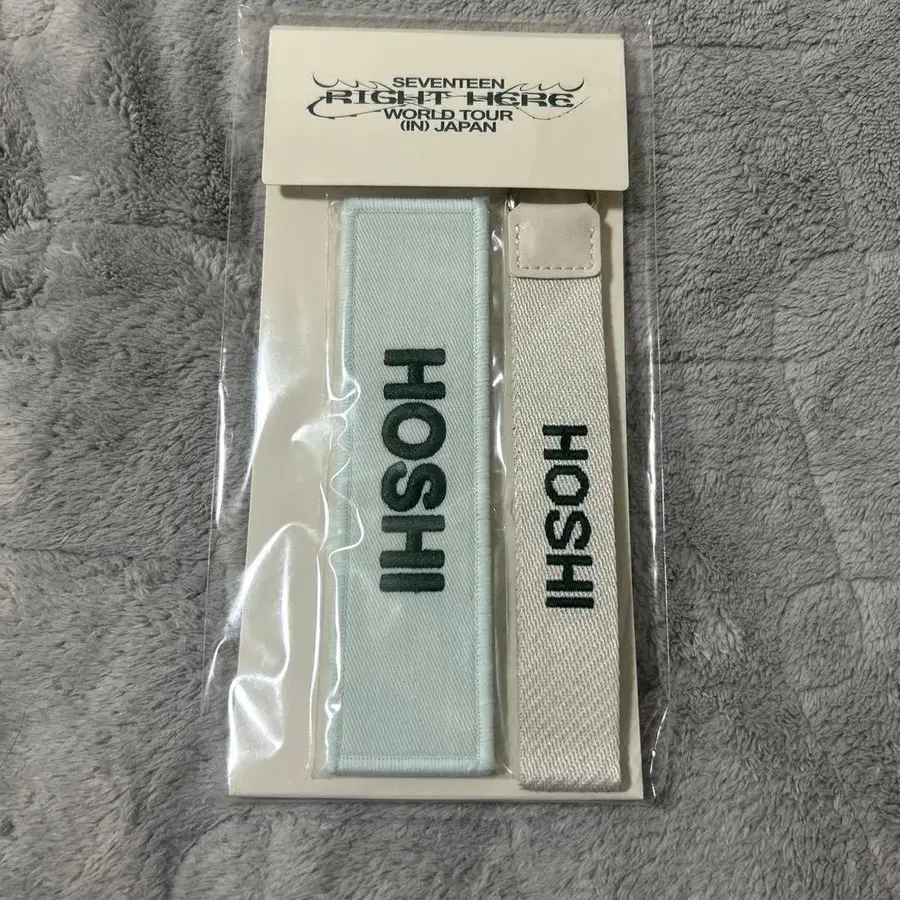 SEVENTEEN
RIGHT HERE
WORLD TOUR
(IN) JAPAN
HOSHI
HOSHI